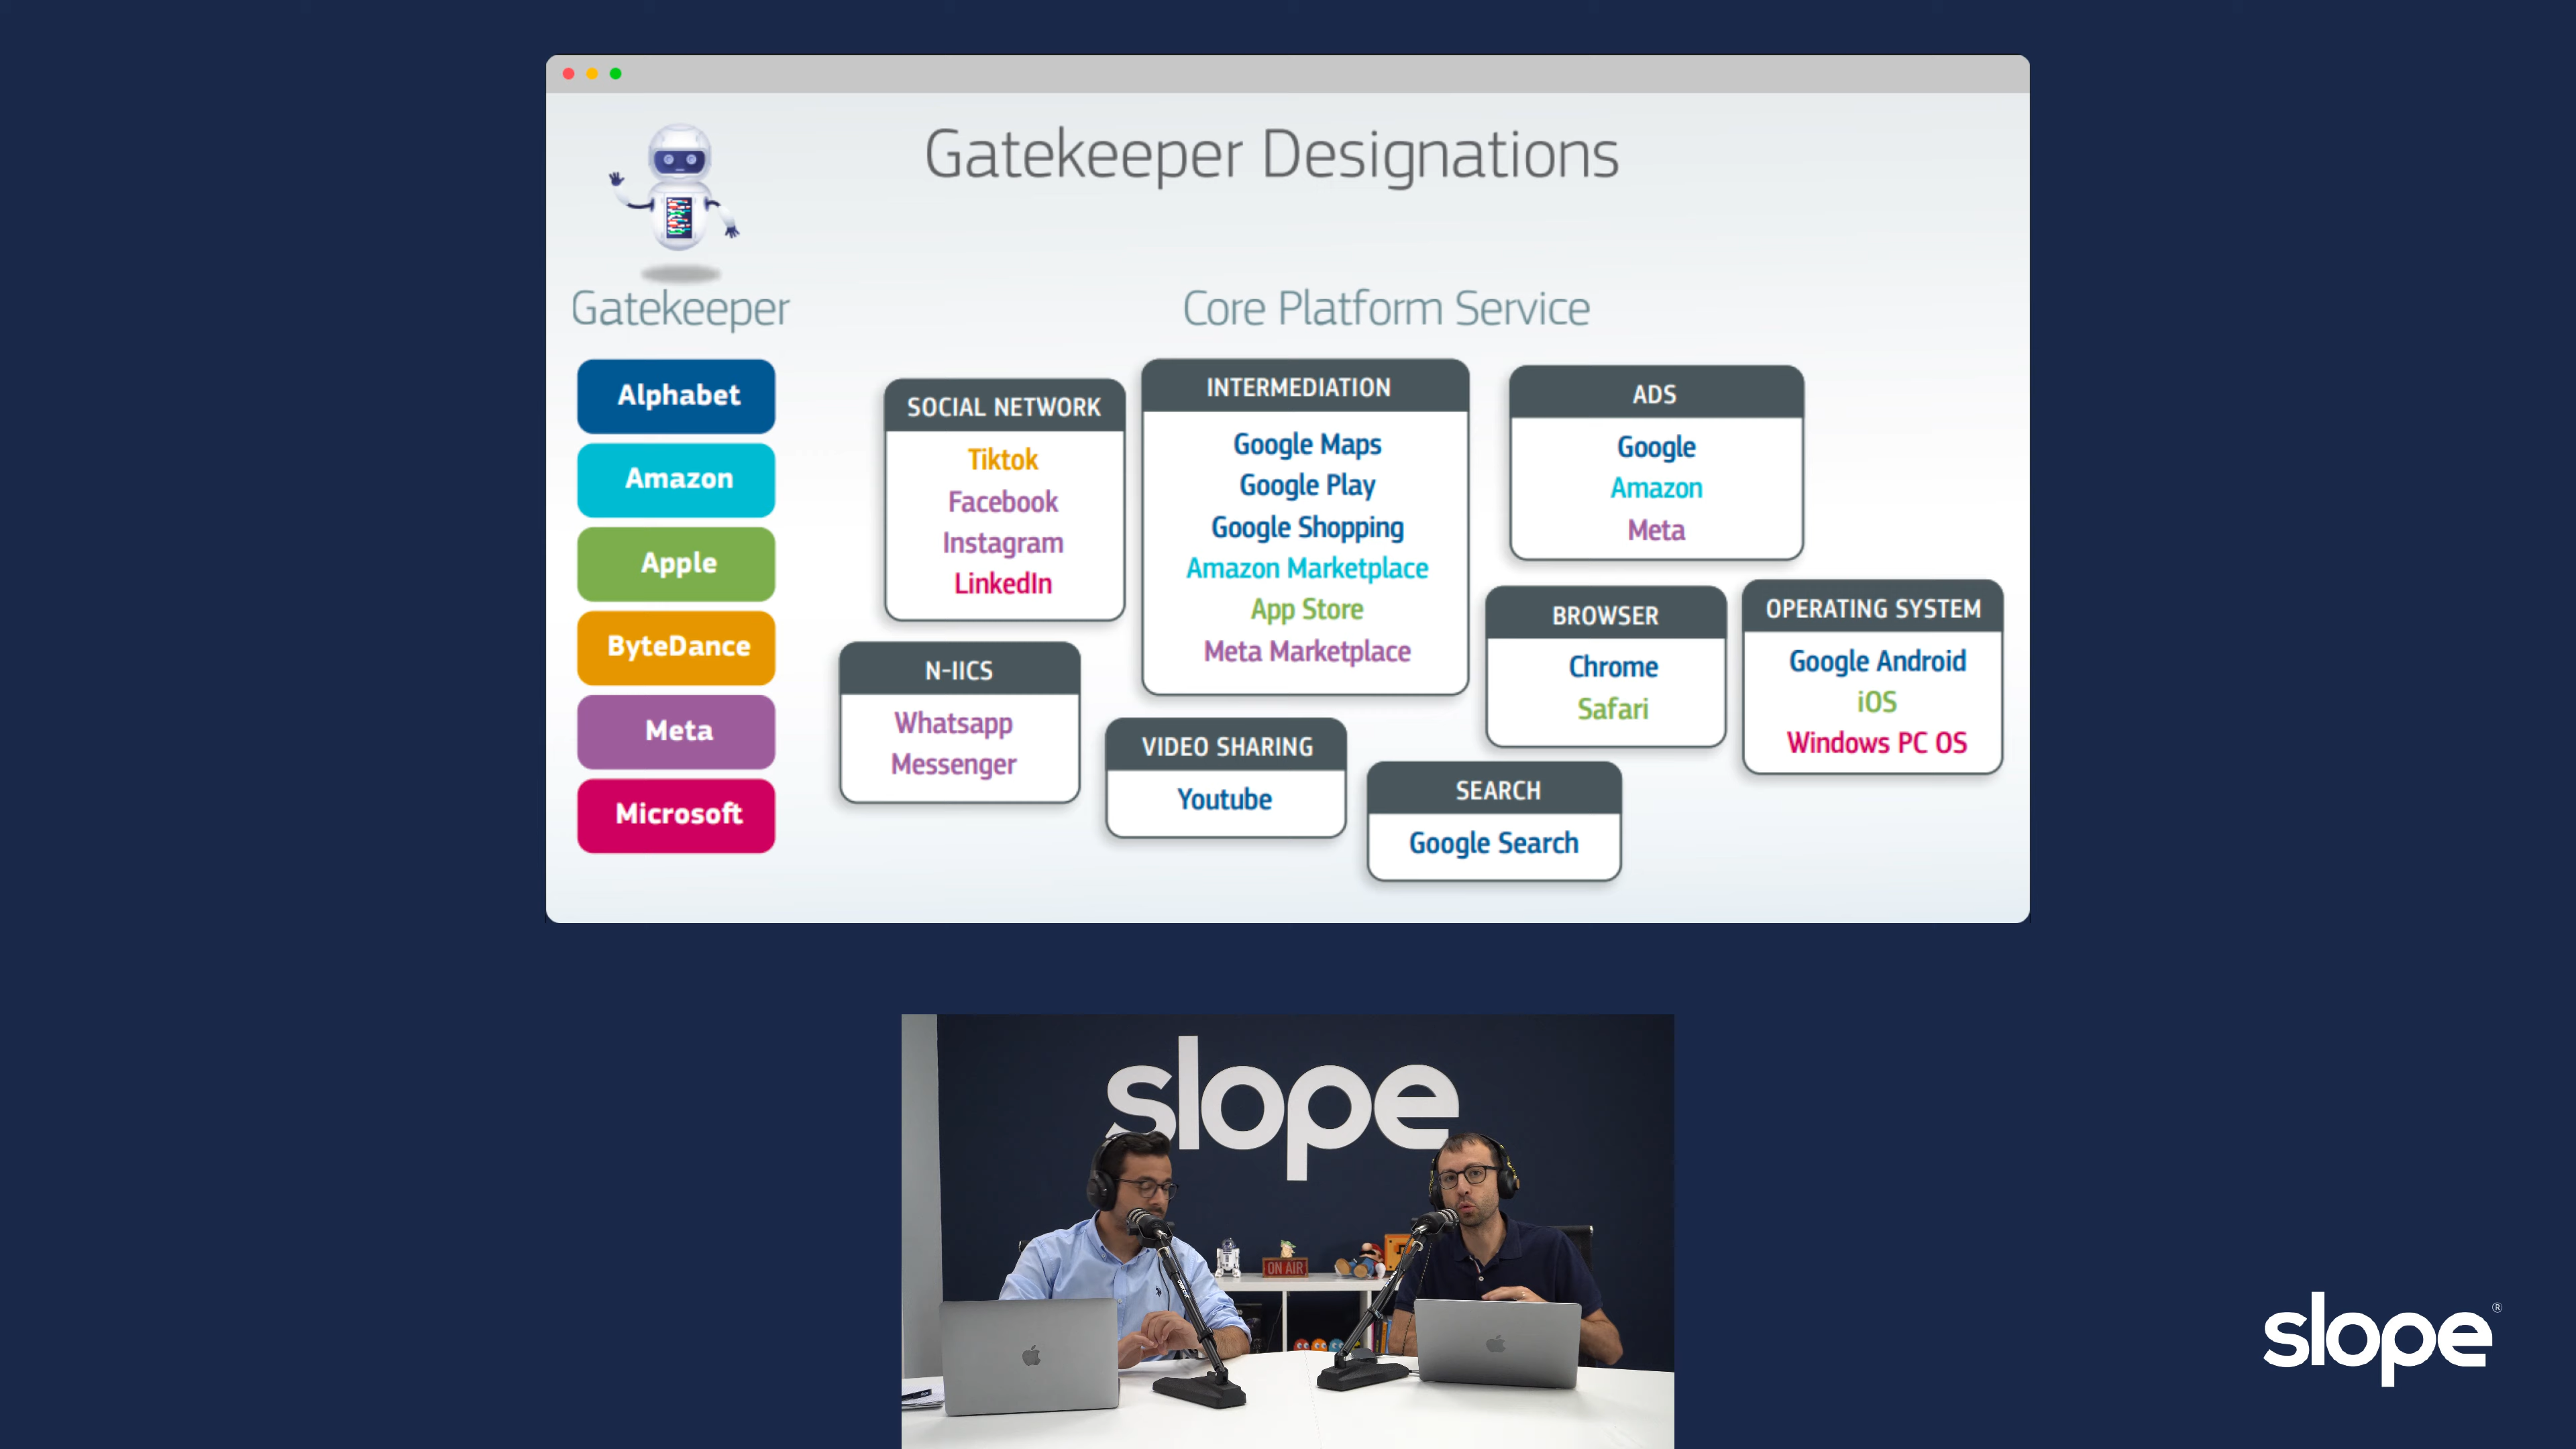 Gatekeeper Designations
Gatekeeper
Core Platform Service
Alphabet
Amazon
Apple
ByteDance
Meta
Microsoft
SOCIAL NETWORK
Tiktok
Facebook
Instagram
LinkedIn
INTERMEDIATION
Google Maps
Google Play
Google Shopping
Amazon Marketplace
App Store
Meta Marketplace
ADS
Google
Amazon
Meta
N-IICS
Whatsapp
Messenger
VIDEO SHARING
Youtube
BROWSER
Chrome
Safari
OPERATING SYSTEM
Google Android
iOS
Windows PC OS
SEARCH
Google Search
slope
ON AIR
slope®